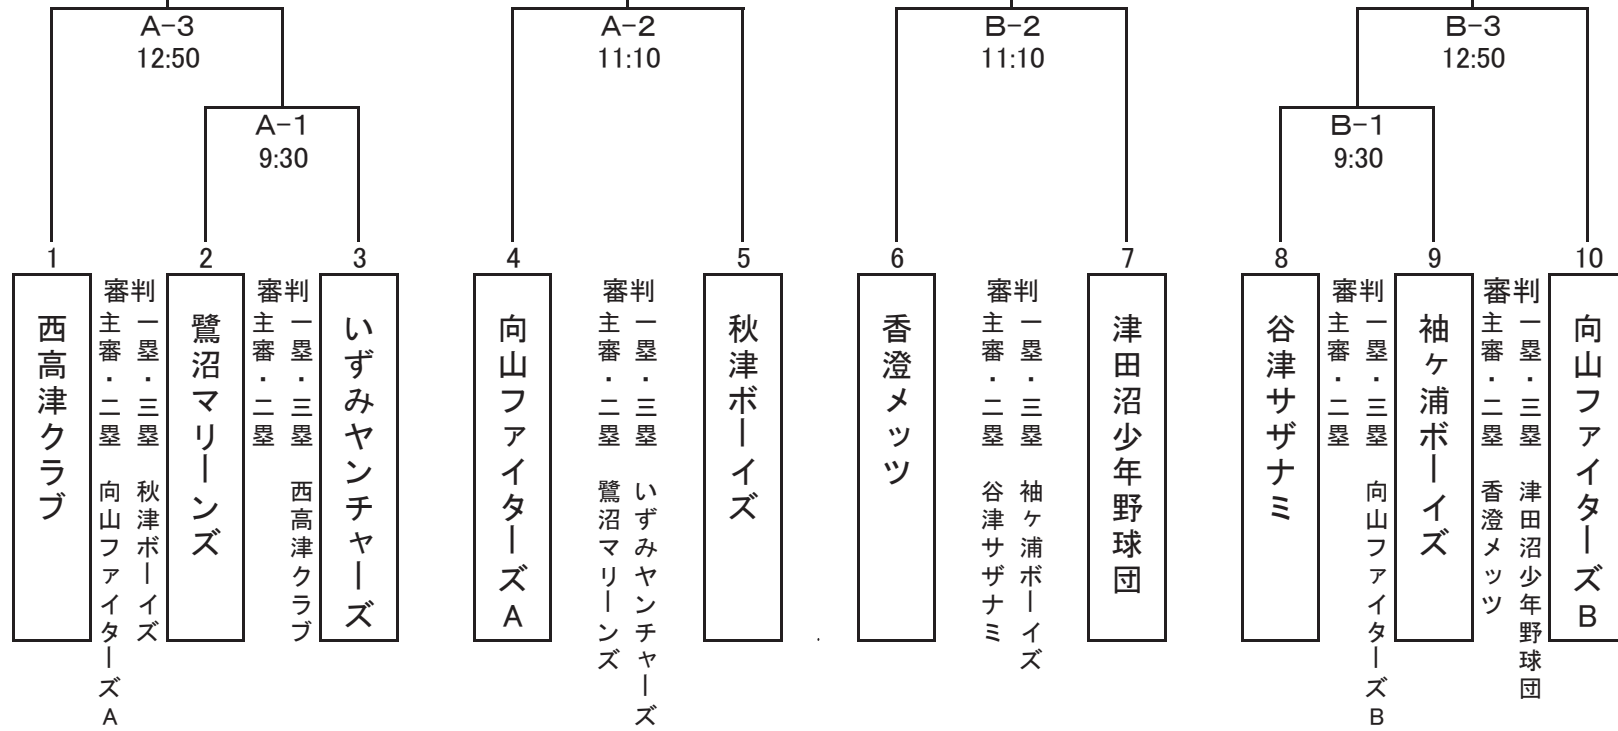 A-3
12:50
A-2
11:10
B-2
11:10
B-3
12:50
A-1
9:30
B-1
9:30
1
2
3
4
5
6
7
8
9
10
西高津クラブ
審判
一塁・三塁 秋津ボーイズ
主審・二塁 向山ファイターズA
鷺沼マリーンズ
審判
一塁・三塁 西高津クラブ
主審・二塁
いずみヤンチャーズ
向山ファイターズA
審判
一塁・三塁 いずみヤンチャーズ
主審・二塁 鷺沼マリーンズ
秋津ボーイズ
香澄メッツ
審判
一塁・三塁 袖ヶ浦ボーイズ
主審・二塁 谷津サザナミ
津田沼少年野球団
谷津サザナミ
審判
一塁・三塁 向山ファイターズB
主審・二塁
袖ヶ浦ボーイズ
審判
一塁・三塁 津田沼少年野球団
主審・二塁 香澄メッツ
向山ファイターズB